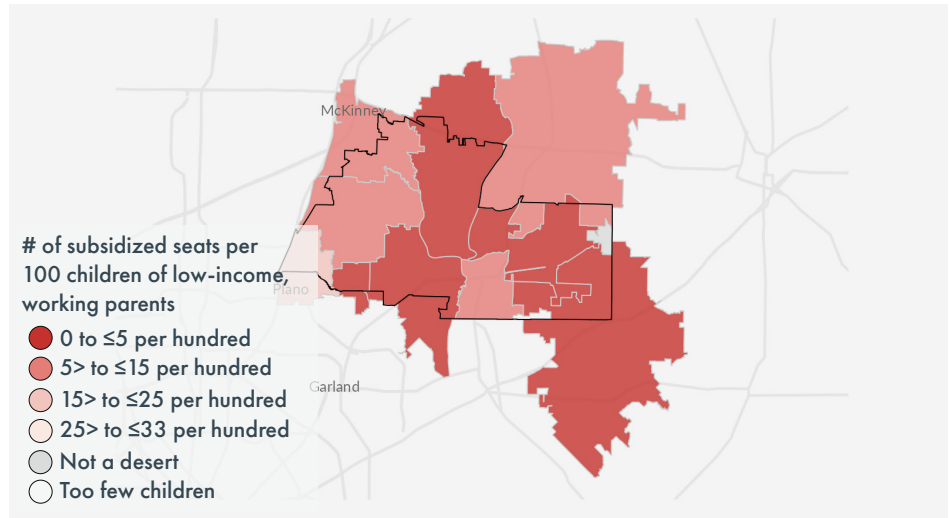 McKinney
# of subsidized seats per
100 children of low-income,
working parents
Plano
0 to ≤5 per hundred
5> to ≤15 per hundred
15> to ≤25 per hundred
25> to ≤33 per hundred
Not a desert
Too few children
Garland